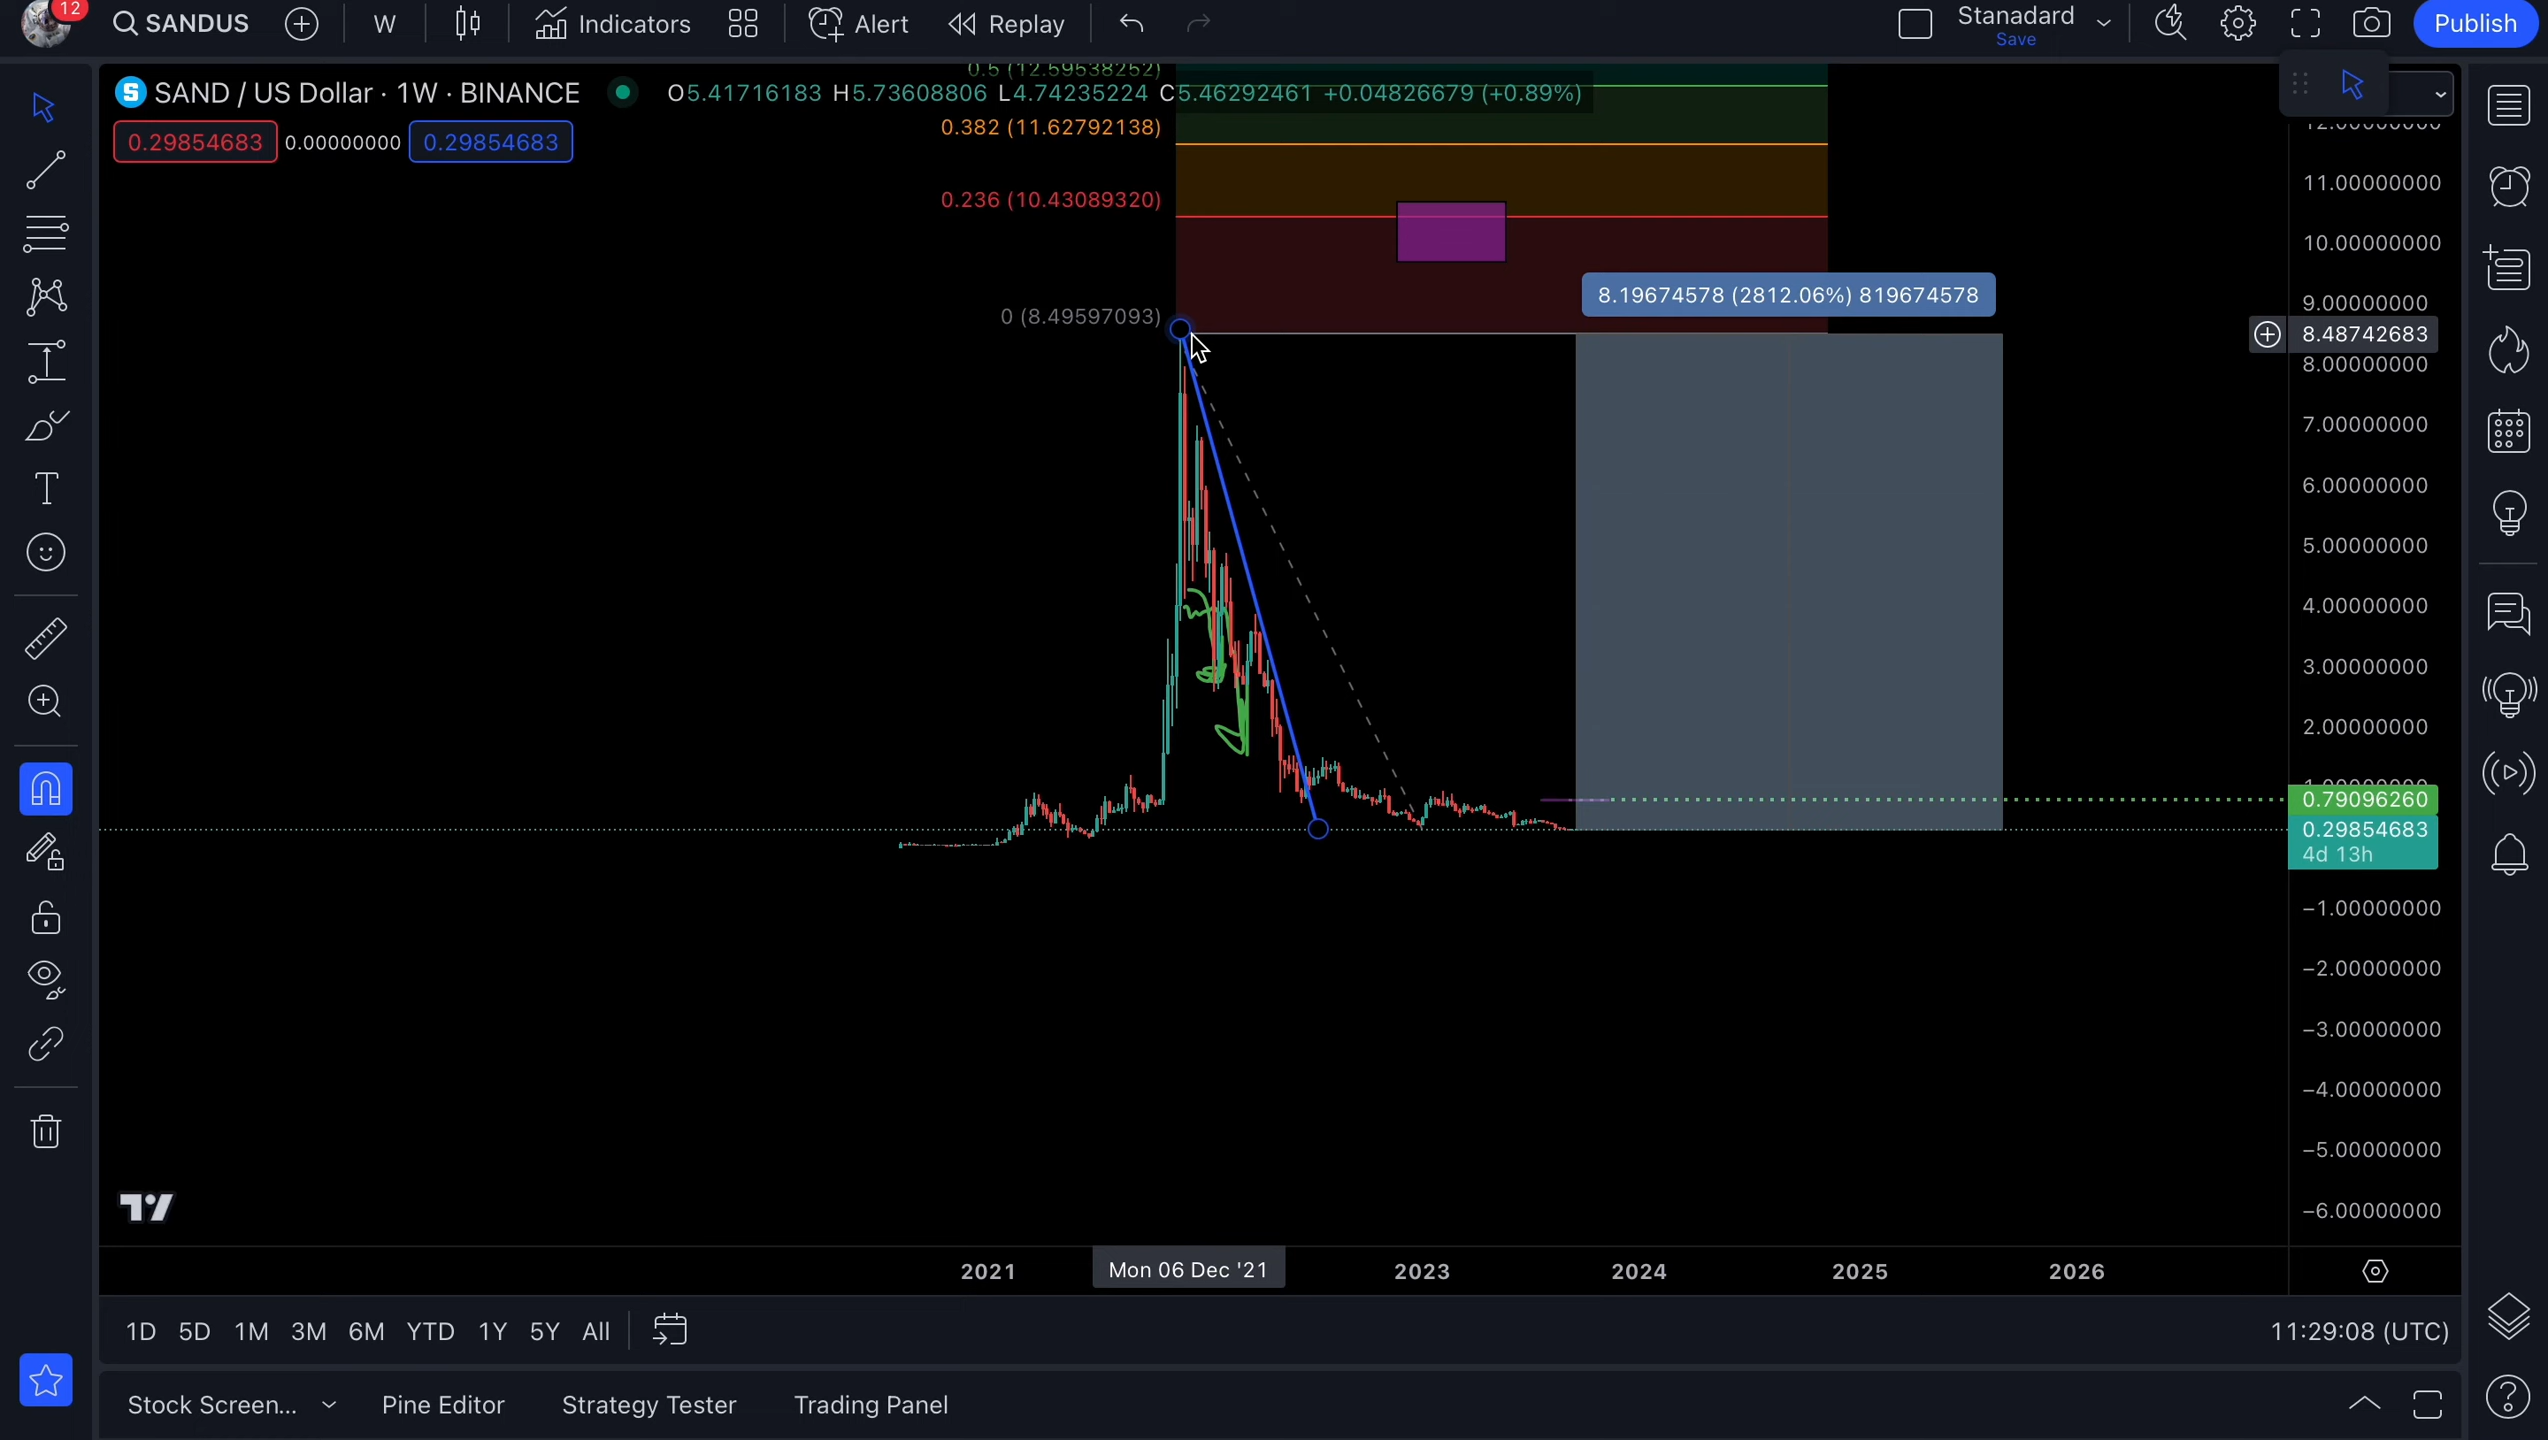 12
SANDUS
W
Indicators
Alert
Replay
Stanadard
Save
Publish
0.5 (12.59538252)
S SAND / US Dollar · 1W · BINANCE
O5.41716183 H5.73608806 L4.74235224 C5.46292461 +0.04826679 (+0.89%)
0.29854683 0.00000000 0.29854683
0.382 (11.62792138)
0.236 (10.43089320)
0 (8.49597093)
8.19674578 (2812.06%) 819674578
12.00000000
11.00000000
10.00000000
9.00000000
8.48742683
8.00000000
7.00000000
6.00000000
5.00000000
4.00000000
3.00000000
2.00000000
1.00000000
0.79096260
0.29854683
4d 13h
−1.00000000
−2.00000000
−3.00000000
−4.00000000
−5.00000000
−6.00000000
2021 Mon 06 Dec '21 2023 2024 2025 2026
1D 5D 1M 3M 6M YTD 1Y 5Y All
11:29:08 (UTC)
Stock Screen... Pine Editor Strategy Tester Trading Panel